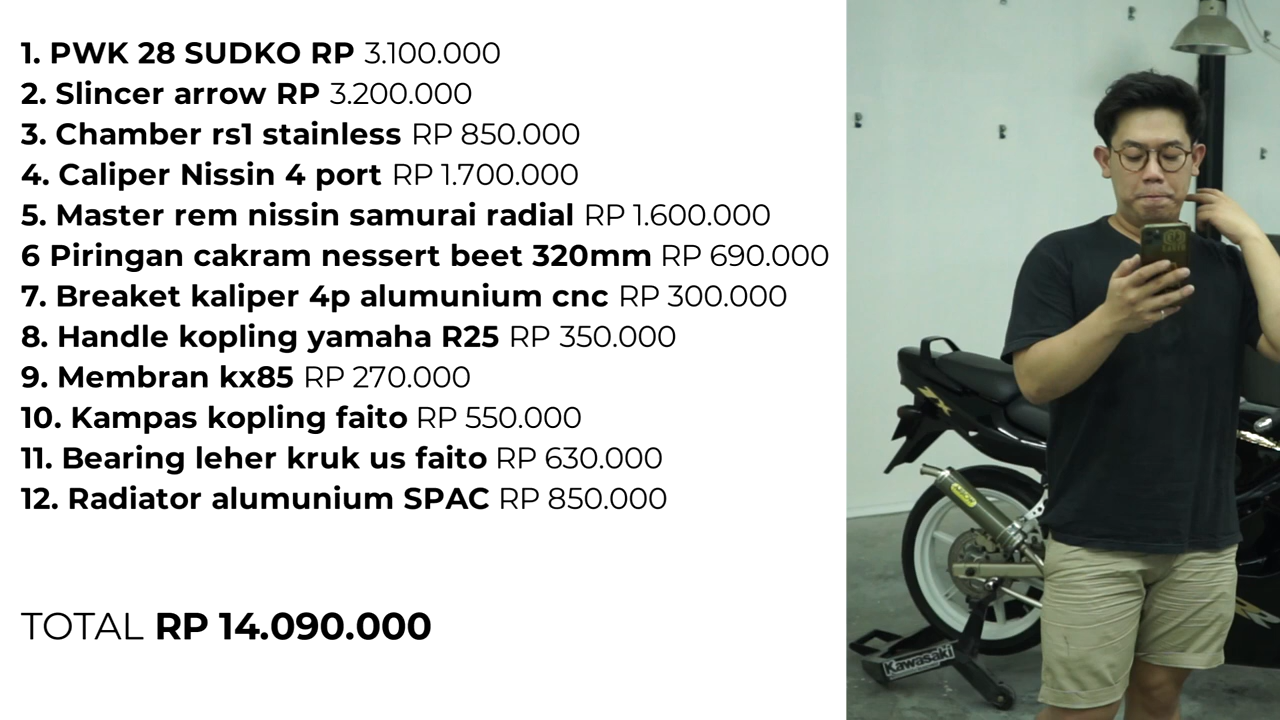 1. PWK 28 SUDKO RP 3.100.000
2. Slincer arrow RP 3.200.000
3. Chamber rs1 stainless RP 850.000
4. Caliper Nissin 4 port RP 1.700.000
5. Master rem nissin samurai radial RP 1.600.000
6 Piringan cakram nessert beet 320mm RP 690.000
7. Breaket kaliper 4p alumunium cnc RP 300.000
8. Handle kopling yamaha R25 RP 350.000
9. Membran kx85 RP 270.000
10. Kampas kopling faito RP 550.000
11. Bearing leher kruk us faito RP 630.000
12. Radiator alumunium SPAC RP 850.000
TOTAL RP 14.090.000
Kawasaki